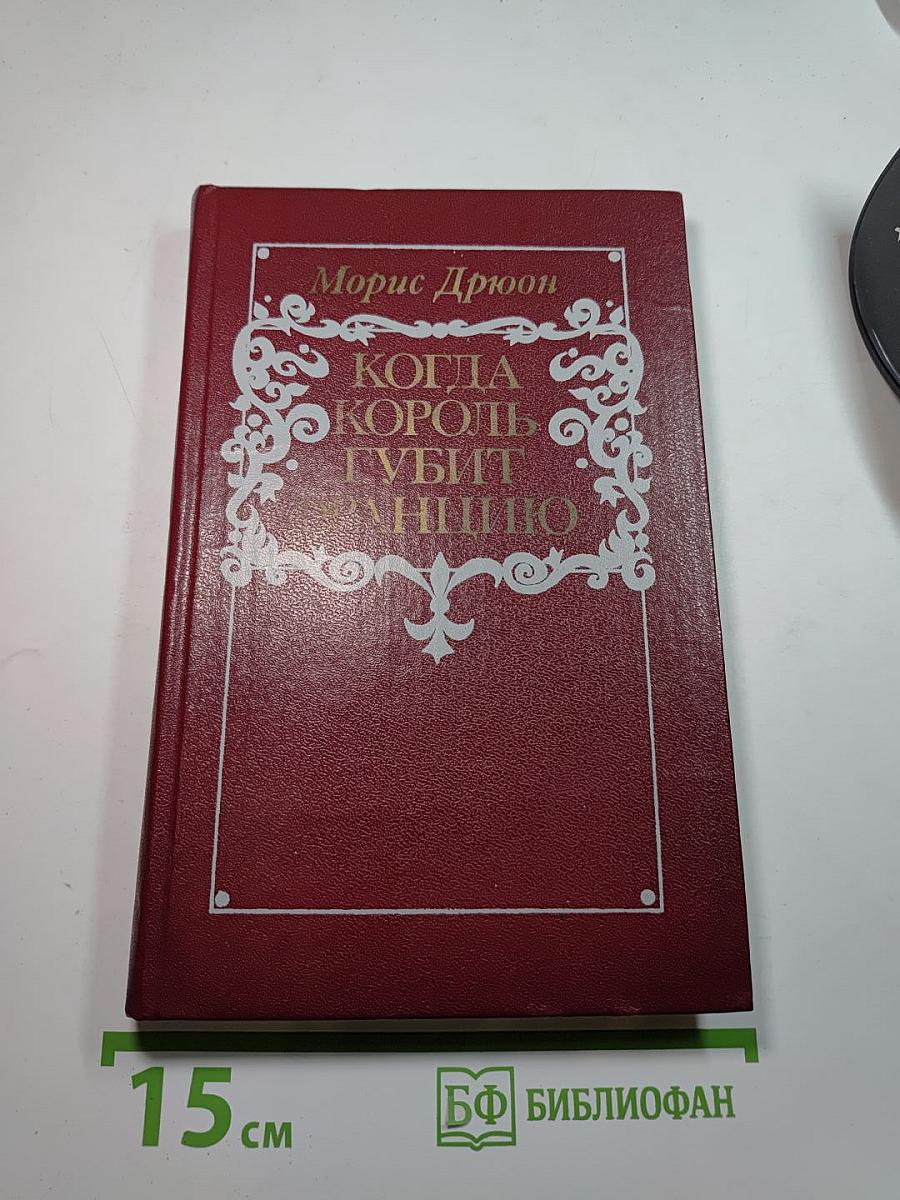 Морис Дрюон
КОГДА
КОРОЛЬ
ГУБИТ
ФРАНЦИЮ
15 см
БФ БИБЛИОФАН